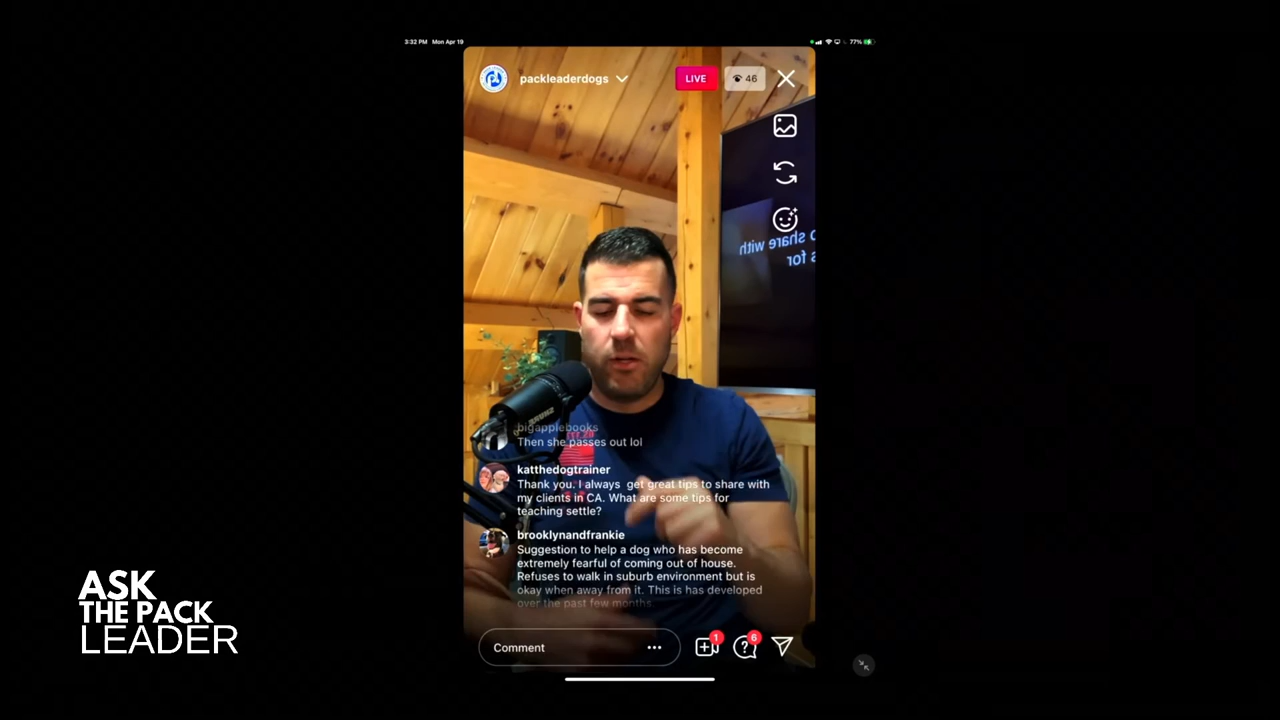 3:32 PM Mon Apr 19
77%
packleaderdogs
LIVE
46
share with
for
bigapplebooks
Then she passes out lol
SHURE
katthedogtrainer
Thank you. I always get great tips to share with
my clients in CA. What are some tips for
teaching settle?
brooklynandfrankie
Suggestion to help a dog who has become
extremely fearful of coming out of house.
Refuses to walk in suburb environment but is
okay when away from it. This is has developed
over the past few months.
Comment
1
6
ASK
THE PACK
LEADER